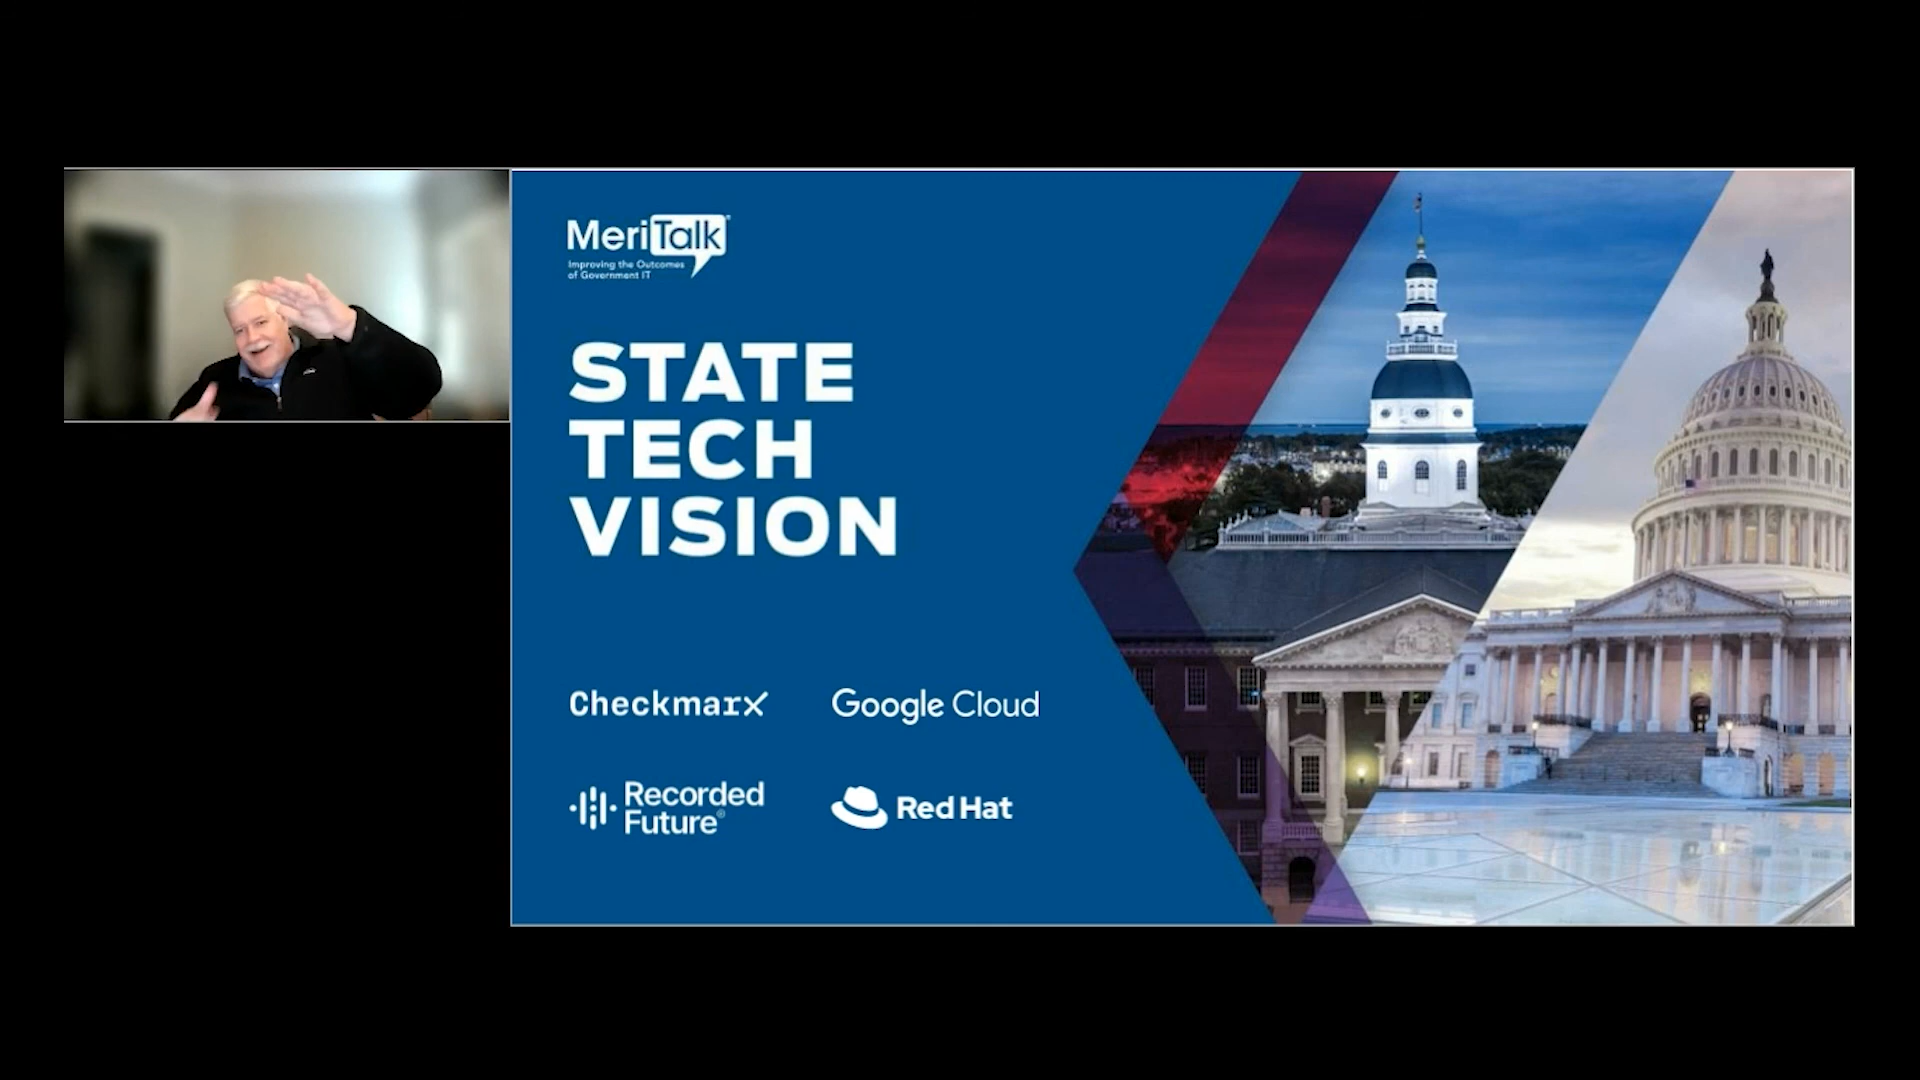 MeriTalk®
Improving the Outcomes
of Government IT
STATE
TECH
VISION
Checkmarx
Google Cloud
Recorded
Future®
Red Hat